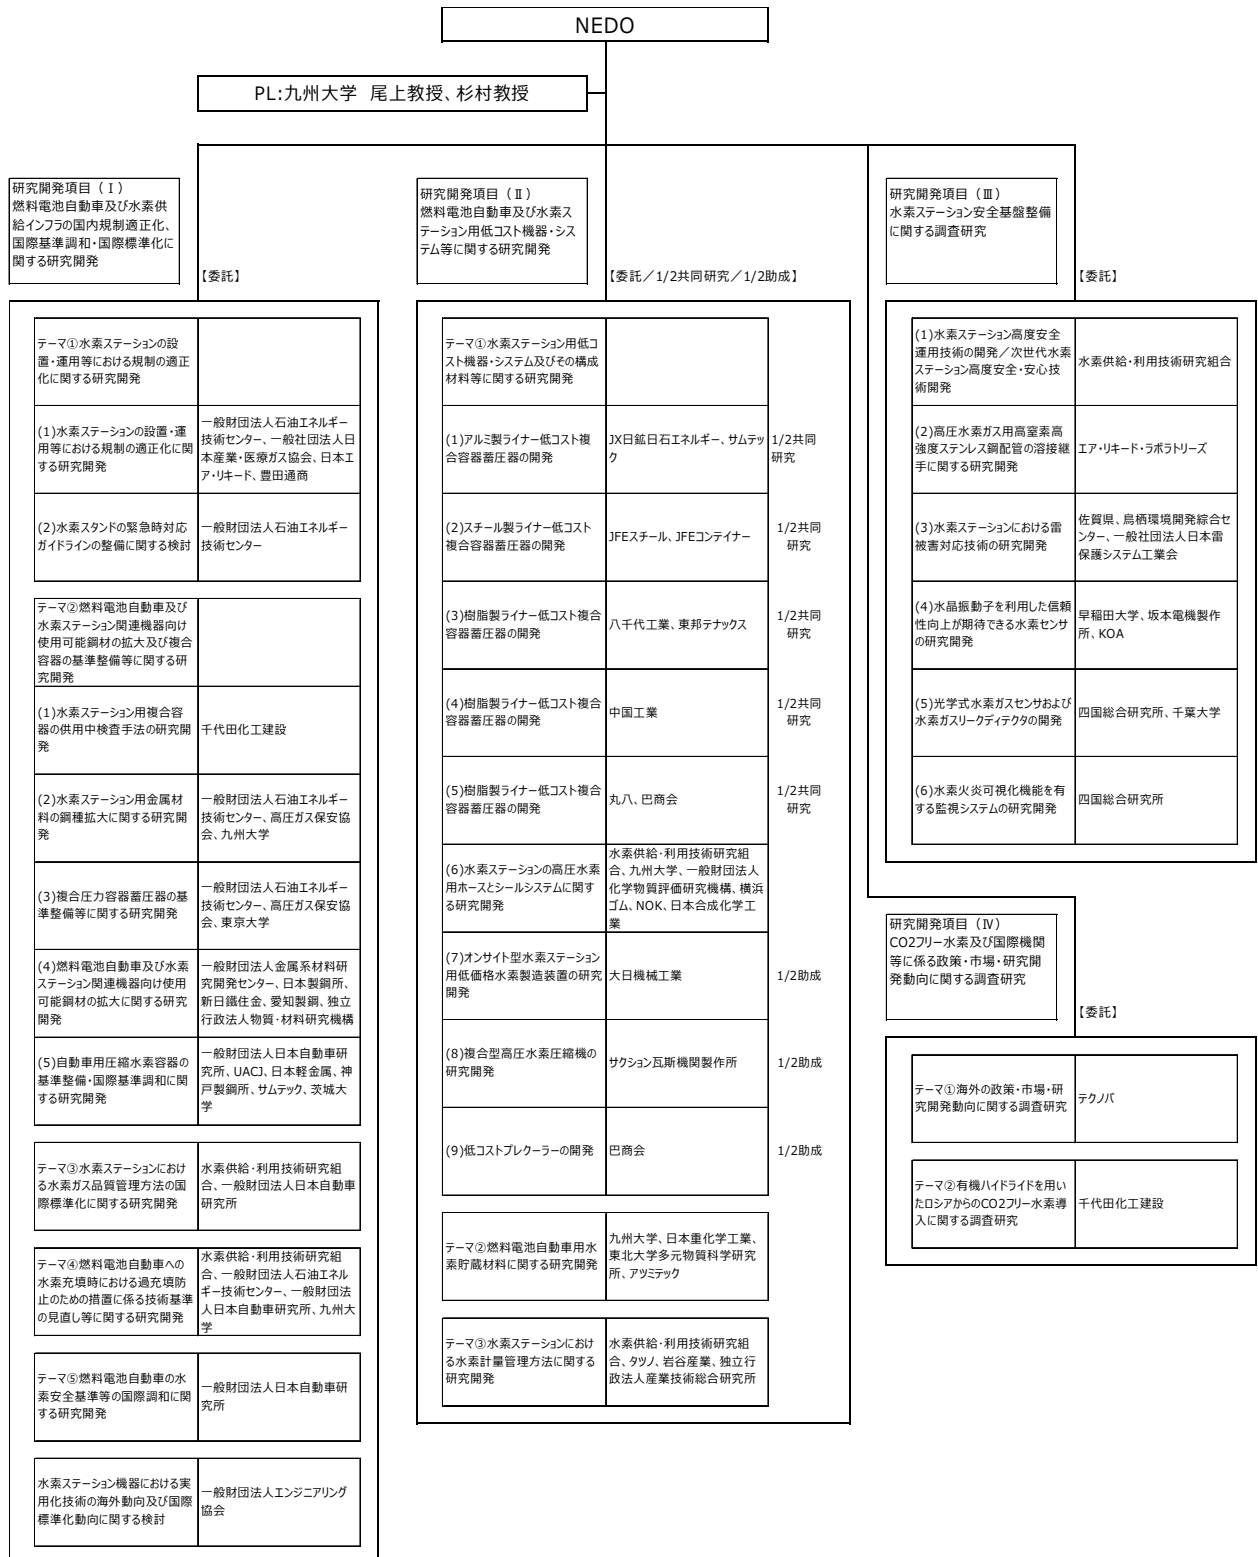 NEDO
PL:九州大学 尾上教授、杉村教授
研究開発項目（Ⅰ）
燃料電池自動車及び水素供
給インフラの国内規制適正化、
国際基準調和・国際標準化に
関する研究開発
【委託】
テーマ①水素ステーションの設
置・運用等における規制の適正
化に関する研究開発
(1)水素ステーションの設置・運
用等における規制の適正化に関
する研究開発
一般財団法人石油エネルギー
技術センター、一般社団法人日
本産業・医療ガス協会、日本エ
ア・リキード、豊田通商
(2)水素スタンドの緊急時対応
ガイドラインの整備に関する検討
一般財団法人石油エネルギー
技術センター
テーマ②燃料電池自動車及び
水素ステーション関連機器向け
使用可能鋼材の拡大及び複合
容器の基準整備等に関する研
究開発
(1)水素ステーション用複合容
器の供用中検査手法の研究開
発
千代田化工建設
(2)水素ステーション用金属材
料の鋼種拡大に関する研究開
発
一般財団法人石油エネルギー
技術センター、高圧ガス保安協
会、九州大学
(3)複合圧力容器蓄圧器の基
準整備等に関する研究開発
一般財団法人石油エネルギー
技術センター、高圧ガス保安協
会、東京大学
(4)燃料電池自動車及び水素
ステーション関連機器向け使用
可能鋼材の拡大に関する研究
開発
一般財団法人金属系材料研
究開発センター、日本製鋼所、
新日鐵住金、愛知製鋼、独立
行政法人物質・材料研究機構
(5)自動車用圧縮水素容器の
基準整備・国際基準調和に関
する研究開発
一般財団法人日本自動車研
究所、UACJ、日本軽金属、神
戸製鋼所、サムテック、茨城大
学
テーマ③水素ステーションにおけ
る水素ガス品質管理方法の国
際標準化に関する研究開発
水素供給・利用技術研究組
合、一般財団法人日本自動車
研究所
テーマ④燃料電池自動車への
水素充填時における過充填防
止のための措置に係る技術基準
の見直し等に関する研究開発
水素供給・利用技術研究組
合、一般財団法人石油エネル
ギー技術センター、一般財団法
人日本自動車研究所、九州大
学
テーマ⑤燃料電池自動車の水
素安全基準等の国際調和に関
する研究開発
一般財団法人日本自動車研
究所
水素ステーション機器における実
用化技術の海外動向及び国際
標準化動向に関する検討
一般財団法人エンジニアリング
協会
研究開発項目（Ⅱ）
燃料電池自動車及び水素ス
テーション用低コスト機器・シス
テム等に関する研究開発
【委託／1/2共同研究／1/2助成】
テーマ①水素ステーション用低コ
スト機器・システム及びその構成
材料等に関する研究開発
(1)アルミ製ライナー低コスト複
合容器蓄圧器の開発
JX日鉱日石エネルギー、サムテッ
ク
1/2共同
研究
(2)スチール製ライナー低コスト
複合容器蓄圧器の開発
JFEスチール、JFEコンテイナー
1/2共同
研究
(3)樹脂製ライナー低コスト複合
容器蓄圧器の開発
八千代工業、東邦テナックス
1/2共同
研究
(4)樹脂製ライナー低コスト複合
容器蓄圧器の開発
中国工業
1/2共同
研究
(5)樹脂製ライナー低コスト複合
容器蓄圧器の開発
丸八、巴商会
1/2共同
研究
(6)水素ステーションの高圧水素
用ホースとシールシステムに関す
る研究開発
水素供給・利用技術研究組
合、九州大学、一般財団法人
化学物質評価研究機構、横浜
ゴム、NOK、日本合成化学工
業
(7)オンサイト型水素ステーション
用低価格水素製造装置の研究
開発
大日機械工業
1/2助成
(8)複合型高圧水素圧縮機の
研究開発
サクション瓦斯機関製作所
1/2助成
(9)低コストプレクーラーの開発
巴商会
1/2助成
テーマ②燃料電池自動車用水
素貯蔵材料に関する研究開発
九州大学、日本重化学工業、
東北大学多元物質科学研究
所、アツミテック
テーマ③水素ステーションにおけ
る水素計量管理方法に関する
研究開発
水素供給・利用技術研究組
合、タツノ、岩谷産業、独立行
政法人産業技術総合研究所
研究開発項目（Ⅲ）
水素ステーション安全基盤整備
に関する調査研究
【委託】
(1)水素ステーション高度安全
運用技術の開発／次世代水素
ステーション高度安全・安心技
術開発
水素供給・利用技術研究組合
(2)高圧水素ガス用高窒素高
強度ステンレス鋼配管の溶接継
手に関する研究開発
エア・リキード・ラボラトリーズ
(3)水素ステーションにおける雷
被害対応技術の研究開発
佐賀県、鳥栖環境開発綜合セ
ンター、一般社団法人日本雷
保護システム工業会
(4)水晶振動子を利用した信頼
性向上が期待できる水素センサ
の研究開発
早稲田大学、坂本電機製作
所、KOA
(5)光学式水素ガスセンサおよび
水素ガスリークディテクタの開発
四国総合研究所、千葉大学
(6)水素火炎可視化機能を有
する監視システムの研究開発
四国総合研究所
研究開発項目（Ⅳ）
CO2フリー水素及び国際機関
等に係る政策・市場・研究開
発動向に関する調査研究
【委託】
テーマ①海外の政策・市場・研
究開発動向に関する調査研究
テクノバ
テーマ②有機ハイドライドを用い
たロシアからのCO2フリー水素導
入に関する調査研究
千代田化工建設